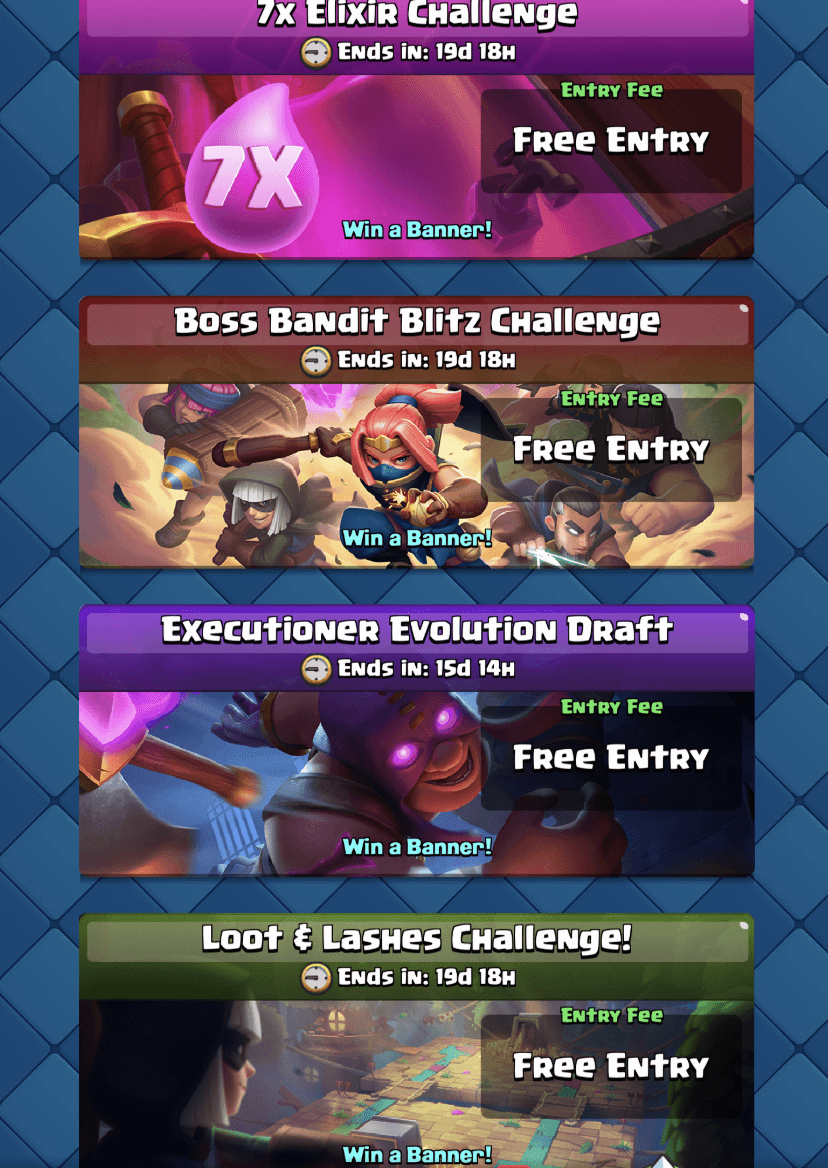 7x Elixir Challenge
Ends in: 19d 18h
Entry Fee
Free Entry
7X
Win a Banner!
Boss Bandit Blitz Challenge
Ends in: 19d 18h
Entry Fee
Free Entry
Win a Banner!
Executioner Evolution Draft
Ends in: 15d 14h
Entry Fee
Free Entry
Win a Banner!
Loot & Lashes Challenge!
Ends in: 19d 18h
Entry Fee
Free Entry
Win a Banner!